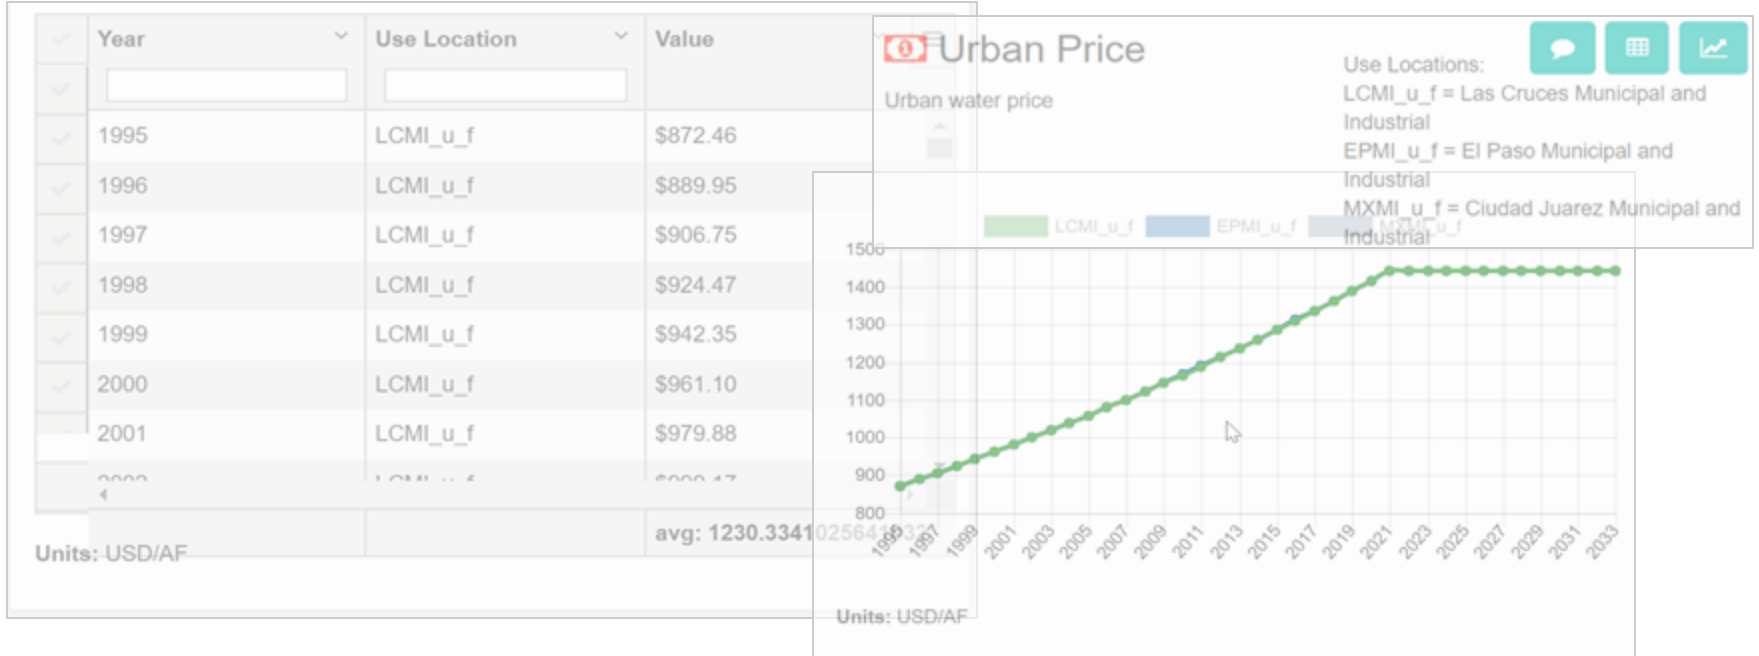 Year Use Location Value
1995 LCMI_u_f $872.46
1996 LCMI_u_f $889.95
1997 LCMI_u_f $906.75
1998 LCMI_u_f $924.47
1999 LCMI_u_f $942.35
2000 LCMI_u_f $961.10
2001 LCMI_u_f $979.88
avg: 1230.334102564
Units: USD/AF
Urban Price
Urban water price
Use Locations:
LCMI_u_f = Las Cruces Municipal and
Industrial
EPMI_u_f = El Paso Municipal and
Industrial
MXMI_u_f = Ciudad Juarez Municipal and
Industrial
LCMI_u_f EPMI_u_f MXMI_u_f
1500
1400
1300
1200
1100
1000
900
800
1995 1997 1999 2001 2003 2005 2007 2009 2011 2013 2015 2017 2019 2021 2023 2025 2027 2029 2031 2033
Units: USD/AF